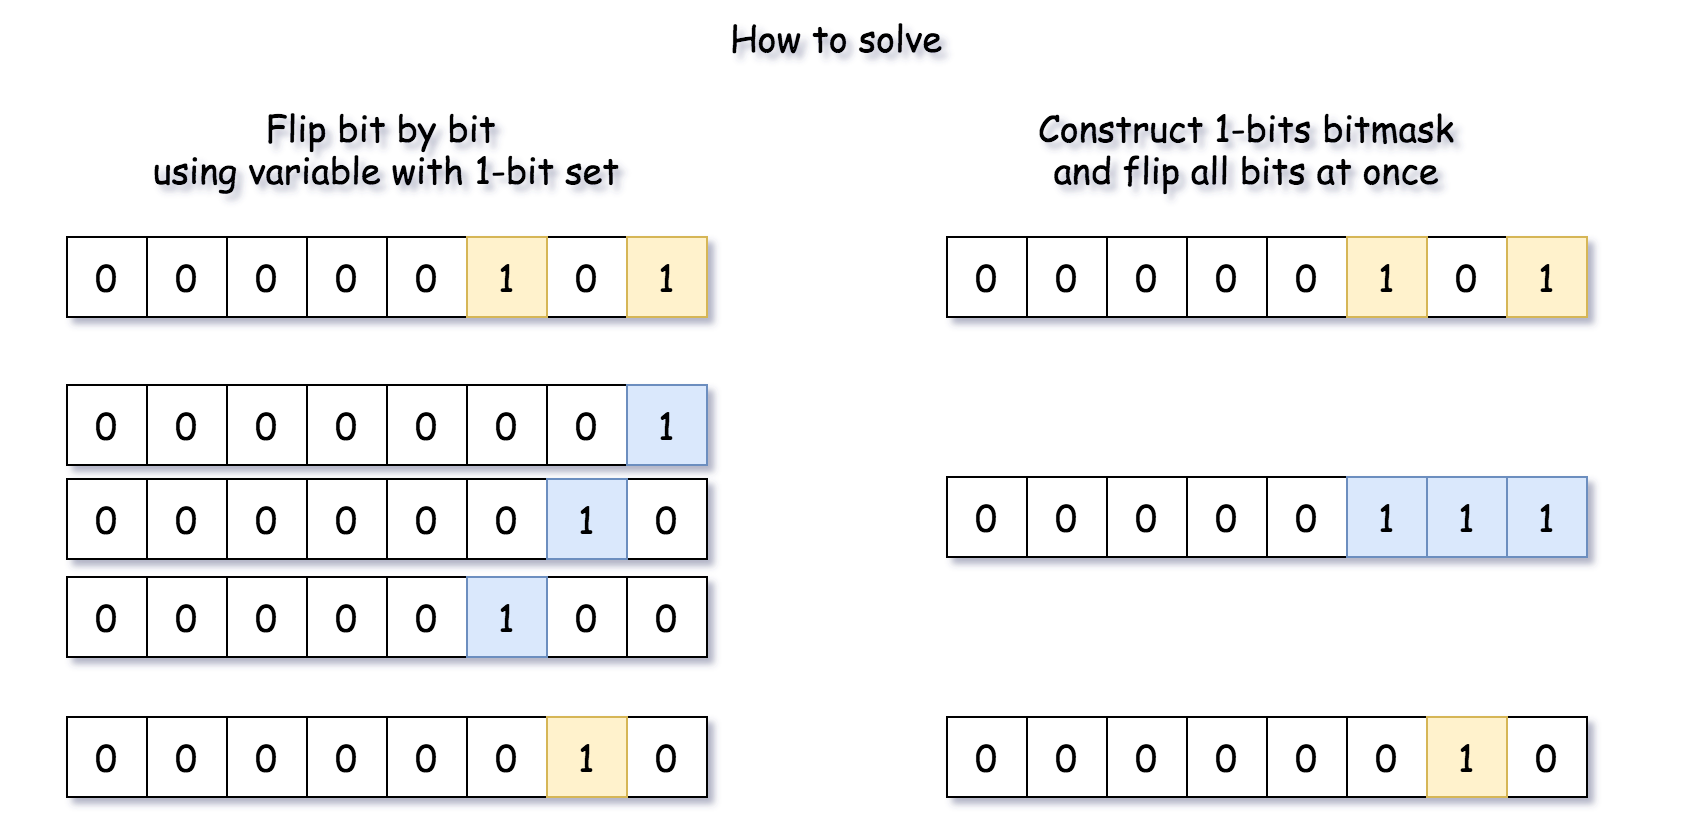 How to solve
Flip bit by bit
using variable with 1-bit set
0 0 0 0 0 1 0 1
0 0 0 0 0 0 0 1
0 0 0 0 0 0 1 0
0 0 0 0 0 1 0 0
0 0 0 0 0 0 1 0
Construct 1-bits bitmask
and flip all bits at once
0 0 0 0 0 1 0 1
0 0 0 0 0 1 1 1
0 0 0 0 0 0 1 0